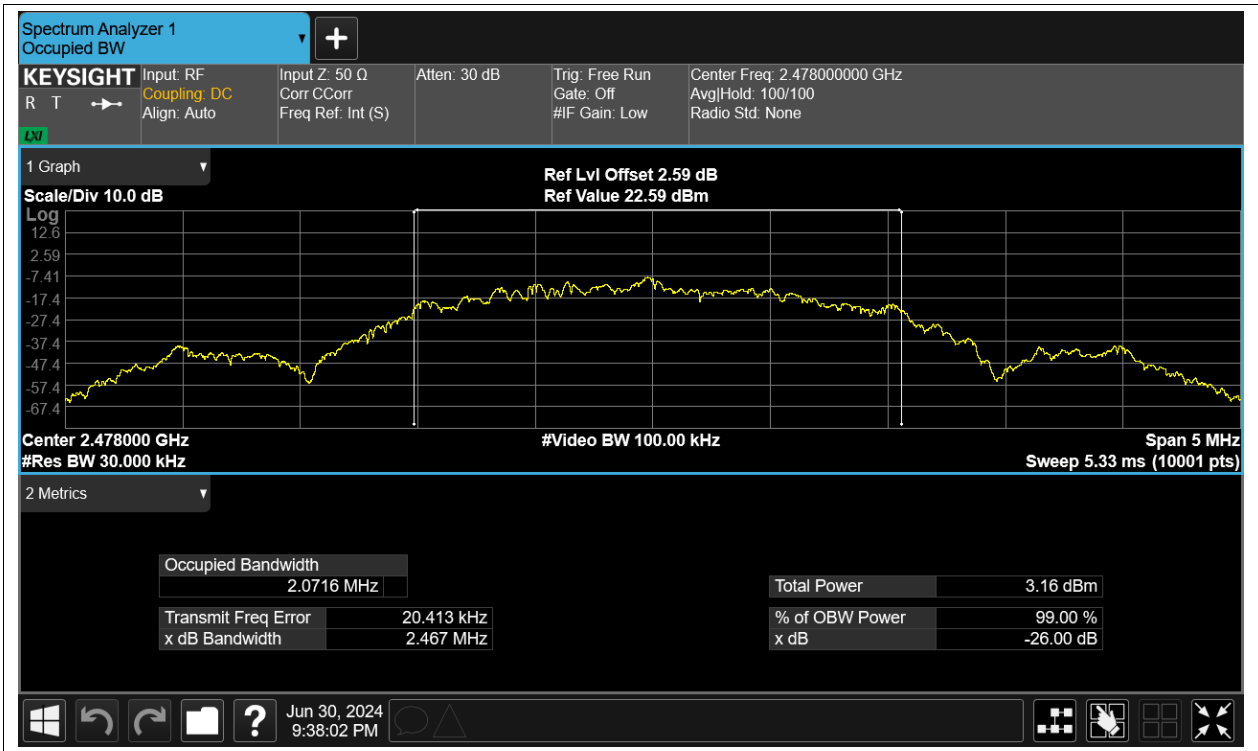 Spectrum Analyzer 1
Occupied BW
KEYSIGHT
R T
LXI
Input: RF
Coupling: DC
Align: Auto
Input Z: 50 Ω
Corr CCorr
Freq Ref: Int (S)
Atten: 30 dB
Trig: Free Run
Gate: Off
#IF Gain: Low
Center Freq: 2.478000000 GHz
Avg|Hold: 100/100
Radio Std: None
1 Graph
Scale/Div 10.0 dB
Ref Lvl Offset 2.59 dB
Ref Value 22.59 dBm
Log
12.6
2.59
-7.41
-17.4
-27.4
-37.4
-47.4
-57.4
-67.4
Center 2.478000 GHz
#Res BW 30.000 kHz
#Video BW 100.00 kHz
Span 5 MHz
Sweep 5.33 ms (10001 pts)
2 Metrics
Occupied Bandwidth
2.0716 MHz
Transmit Freq Error 20.413 kHz
x dB Bandwidth 2.467 MHz
Total Power 3.16 dBm
% of OBW Power 99.00 %
x dB -26.00 dB
?
Jun 30, 2024
9:38:02 PM